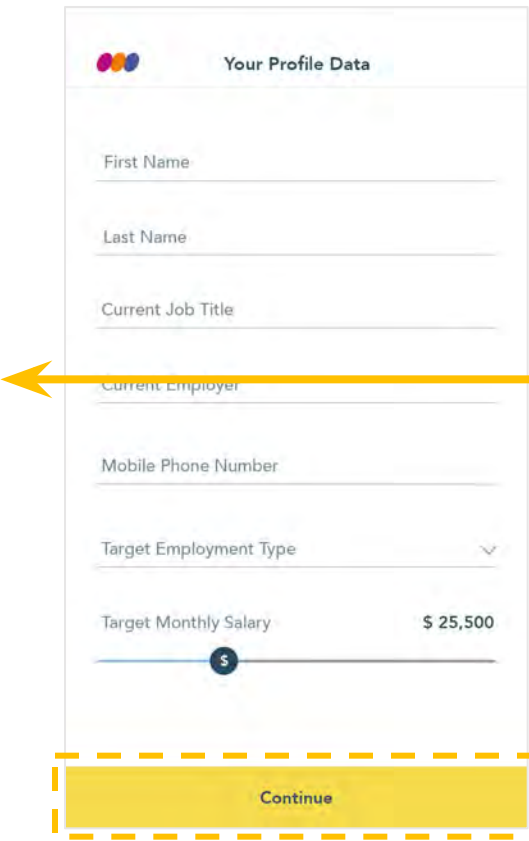 Your Profile Data
First Name
Last Name
Current Job Title
Current Employer
Mobile Phone Number
Target Employment Type
Target Monthly Salary $ 25,500
$
Continue